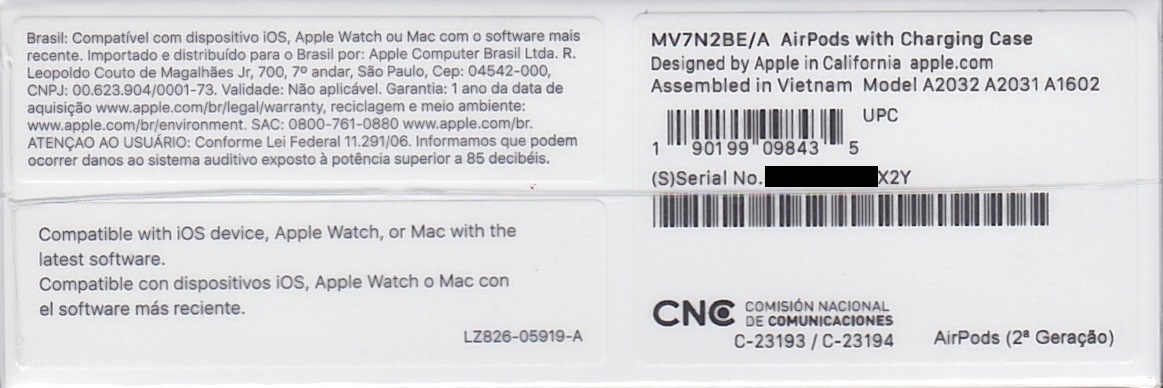 Brasil: Compatível com dispositivo iOS, Apple Watch ou Mac com o software mais
recente. Importado e distribuído para o Brasil por: Apple Computer Brasil Ltda. R.
Leopoldo Couto de Magalhães Jr, 700, 7º andar, São Paulo, Cep: 04542-000,
CNPJ: 00.623.904/0001-73. Validade: Não aplicável. Garantia: 1 ano da data de
aquisição www.apple.com/br/legal/warranty, reciclagem e meio ambiente:
www.apple.com/br/environment. SAC: 0800-761-0880 www.apple.com/br.
ATENÇAO AO USUÁRIO: Conforme Lei Federal 11.291/06. Informamos que podem
ocorrer danos ao sistema auditivo exposto à potência superior a 85 decibéis.
Compatible with iOS device, Apple Watch, or Mac with the
latest software.
Compatible con dispositivos iOS, Apple Watch o Mac con
el software más reciente.
LZ826-05919-A
MV7N2BE/A AirPods with Charging Case
Designed by Apple in California apple.com
Assembled in Vietnam Model A2032 A2031 A1602
UPC
1 90199 09843 5
(S)Serial No. X2Y
CNC COMISIÓN NACIONAL
DE COMUNICACIONES
C-23193 / C-23194
AirPods (2ª Geração)